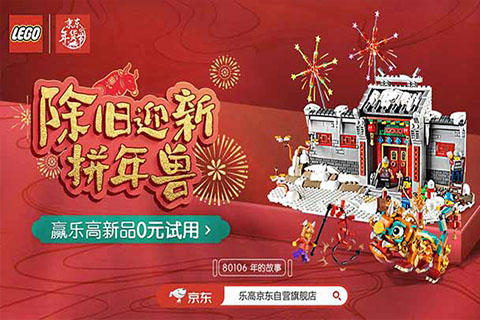 LEGO
京东
年货节
除旧迎新
拼年兽
赢乐高新品0元试用 >
80106 年的故事
京东
乐高京东自营旗舰店